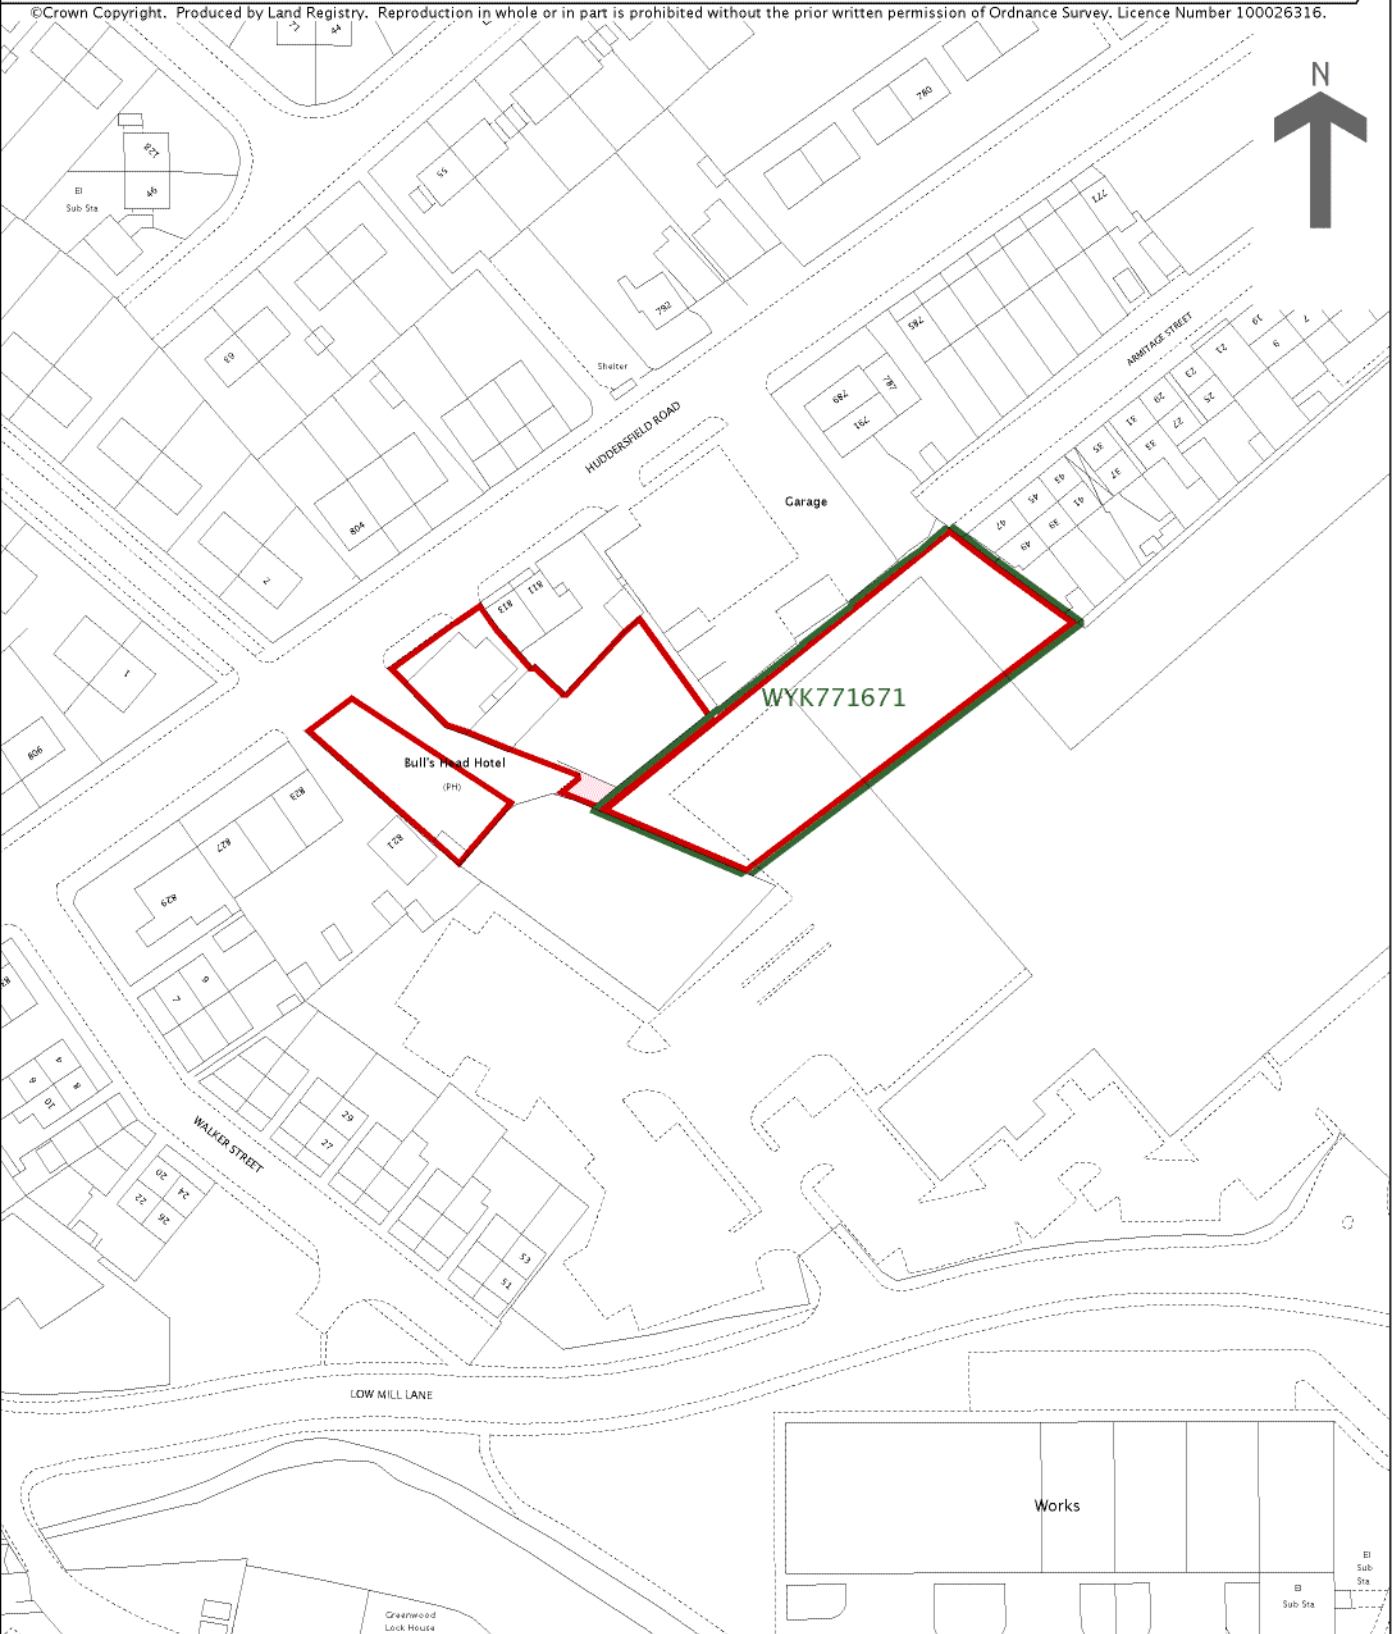 ©Crown Copyright. Produced by Land Registry. Reproduction in whole or in part is prohibited without the prior written permission of Ordnance Survey. Licence Number 100026316.
44
N
780
128
55
46
El
Sub Sta
771
792
785
63
ARMITAGE STREET
19
7
9
21
Shelter
23
787
789
25
29
791
31
27
HUDDERSFIELD ROAD
33
35
37
43
Garage
45
41
804
47
39
49
2
811
813
1
WYK771671
806
Bull's Head Hotel
(PH)
823
827
821
829
9
7
4
6
8
10
29
27
WALKER STREET
20
24
22
26
53
51
LOW MILL LANE
Works
El
Sub
Sta
El
Sub Sta
Greenwood
Lock House